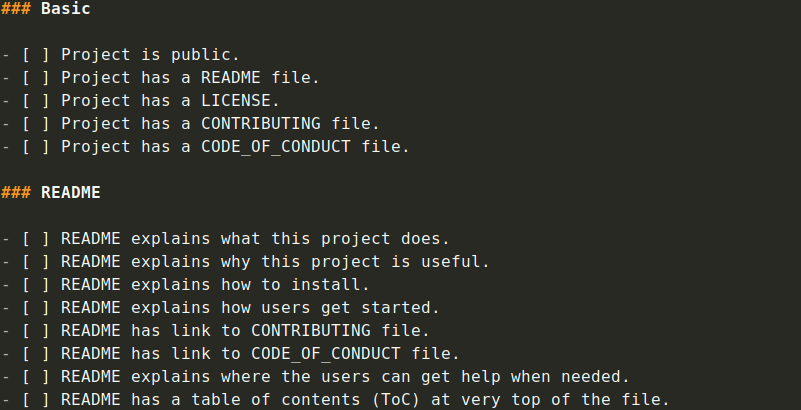 ### Basic
- [ ] Project is public.
- [ ] Project has a README file.
- [ ] Project has a LICENSE.
- [ ] Project has a CONTRIBUTING file.
- [ ] Project has a CODE_OF_CONDUCT file.
### README
- [ ] README explains what this project does.
- [ ] README explains why this project is useful.
- [ ] README explains how to install.
- [ ] README explains how users get started.
- [ ] README has link to CONTRIBUTING file.
- [ ] README has link to CODE_OF_CONDUCT file.
- [ ] README explains where the users can get help when needed.
- [ ] README has a table of contents (ToC) at very top of the file.